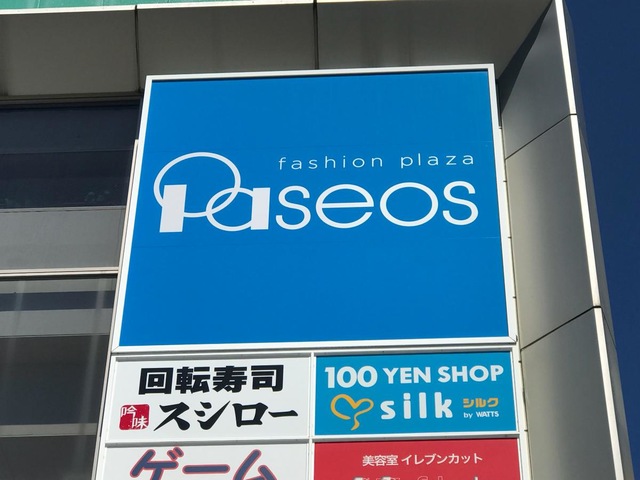 fashion plaza
Paseos
回転寿司
吟味 スシロー
100 YEN SHOP
silk シルク
by WATTS
ゲーム
美容室 イレブンカット